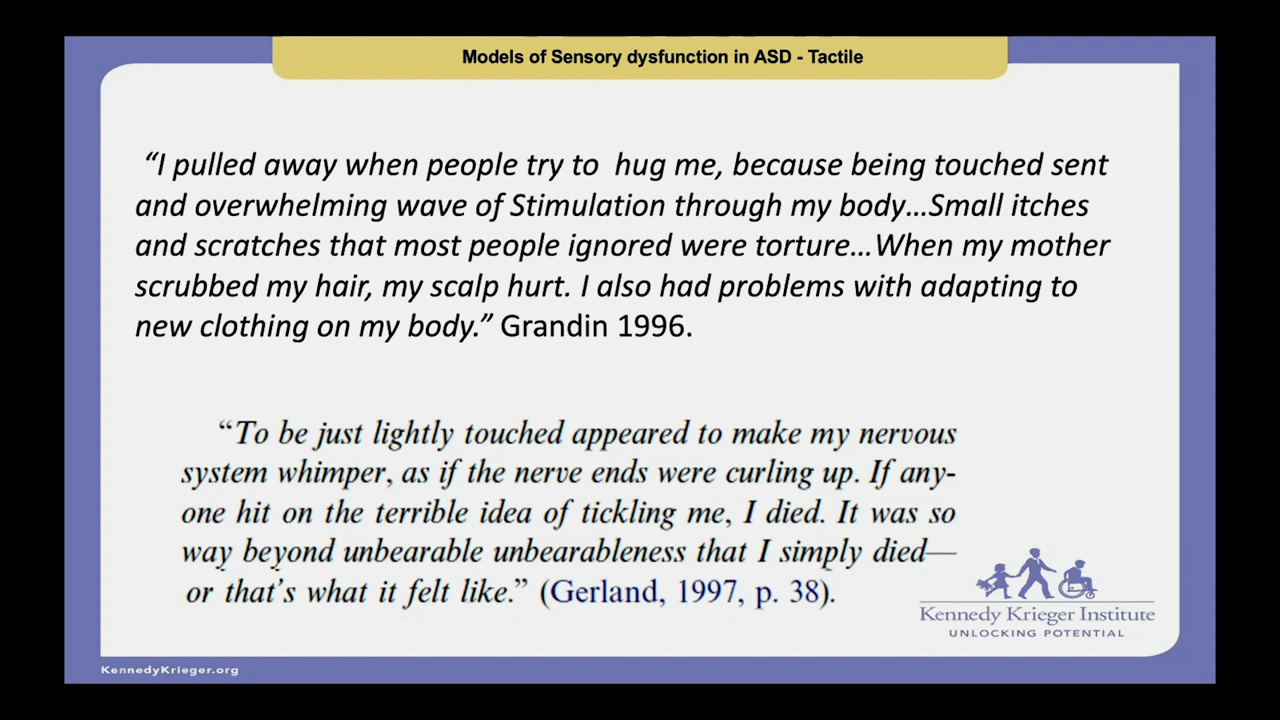 Models of Sensory dysfunction in ASD - Tactile
“I pulled away when people try to hug me, because being touched sent
and overwhelming wave of Stimulation through my body…Small itches
and scratches that most people ignored were torture…When my mother
scrubbed my hair, my scalp hurt. I also had problems with adapting to
new clothing on my body.” Grandin 1996.
“To be just lightly touched appeared to make my nervous
system whimper, as if the nerve ends were curling up. If any-
one hit on the terrible idea of tickling me, I died. It was so
way beyond unbearable unbearableness that I simply died—
or that’s what it felt like.” (Gerland, 1997, p. 38).
Kennedy Krieger Institute
UNLOCKING POTENTIAL
KennedyKrieger.org